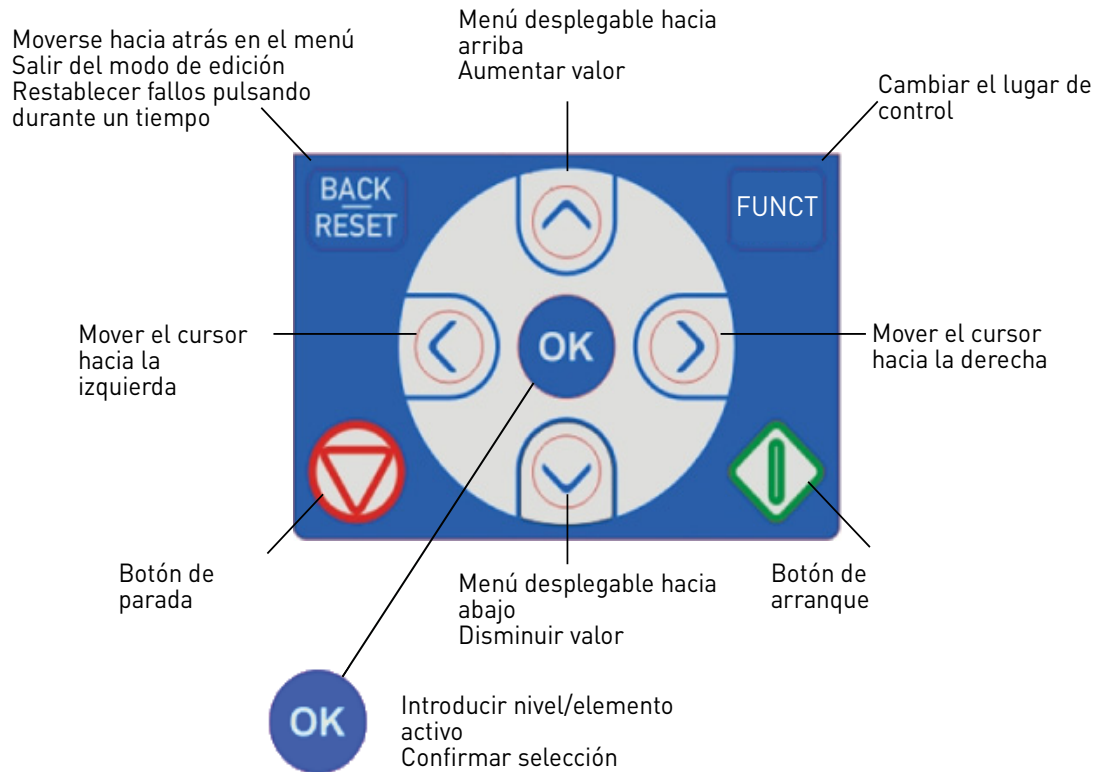 Menú desplegable hacia
arriba
Aumentar valor
Moverse hacia atrás en el menú
Salir del modo de edición
Restablecer fallos pulsando
durante un tiempo
Cambiar el lugar de
control
BACK
RESET
FUNCT
Mover el cursor
hacia la
izquierda
OK
Mover el cursor
hacia la derecha
Botón de
parada
Menú desplegable hacia
abajo
Disminuir valor
Botón de
arranque
OK
Introducir nivel/elemento
activo
Confirmar selección